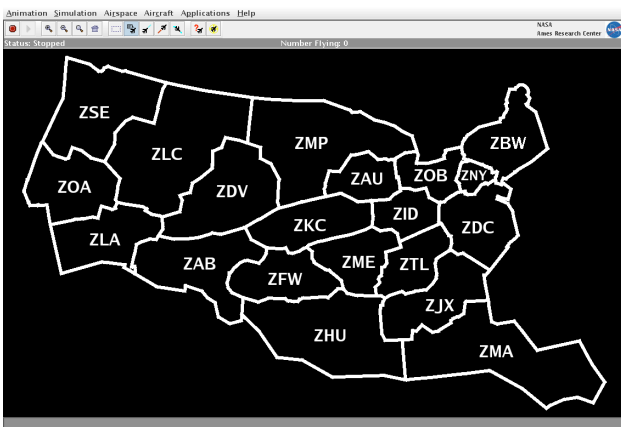 Animation Simulation Airspace Aircraft Applications Help
NASA
Ames Research Center
NASA
Status: Stopped
Number Flying: 0
ZSE
ZLC
ZMP
ZBW
ZOA
ZDV
ZAU
ZOB
ZNY
ZLA
ZKC
ZID
ZDC
ZAB
ZFW
ZME
ZTL
ZHU
ZJX
ZMA